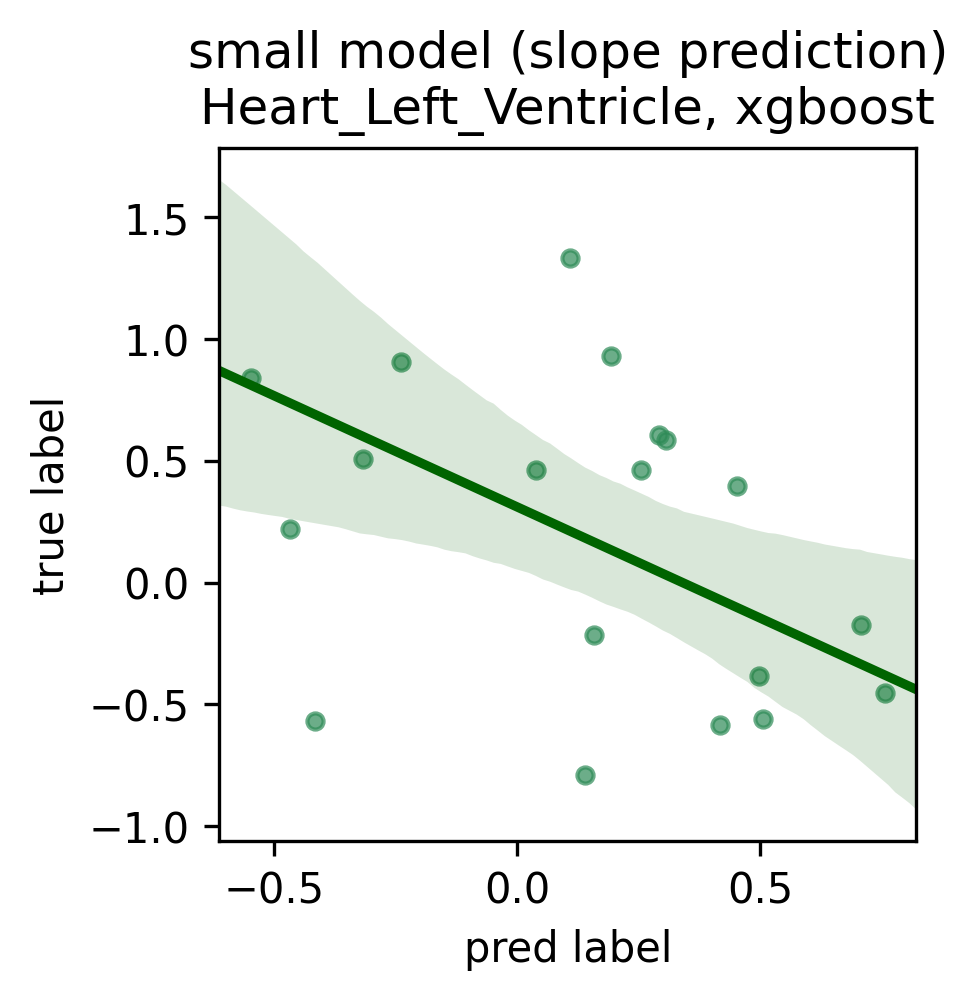 small model (slope prediction)
Heart_Left_Ventricle, xgboost
1.5
1.0
0.5
0.0
−0.5
−1.0
true label
−0.5
0.0
0.5
pred label